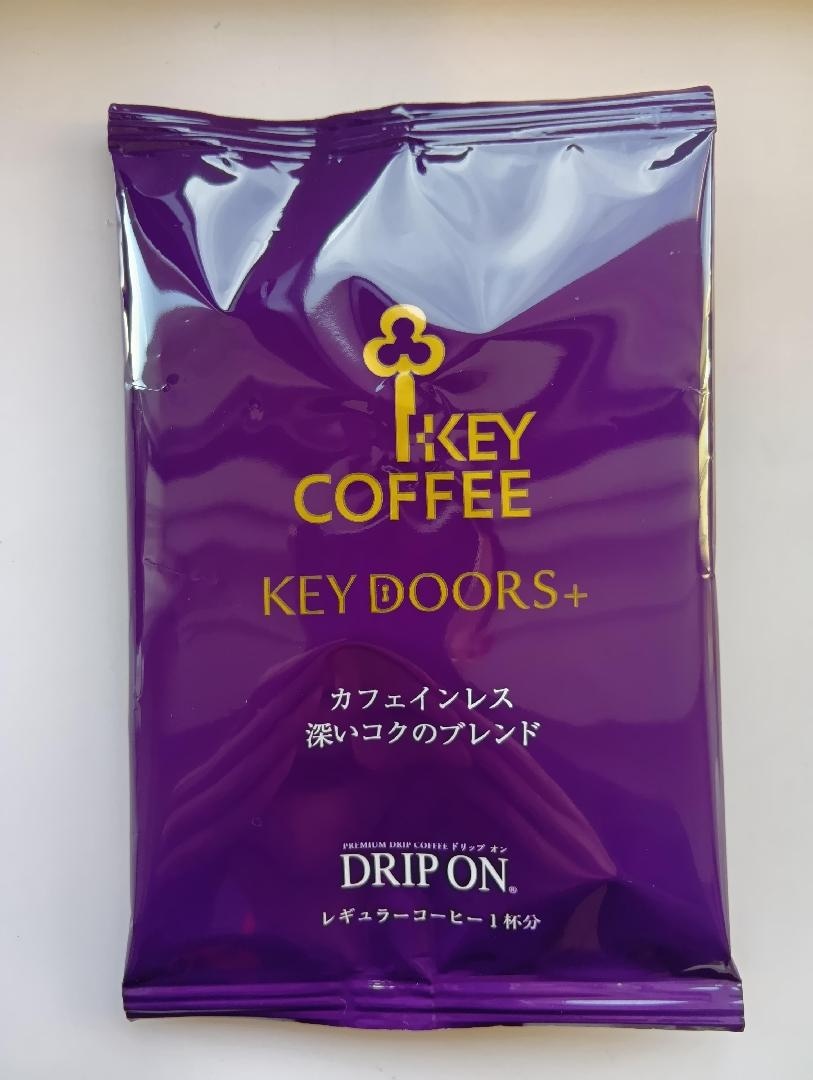 KEY
COFFEE
KEY DOORS+
カフェインレス
深いコクのブレンド
PREMIUM DRIP COFFEE ドリップ オン
DRIP ON®
レギュラーコーヒー1杯分